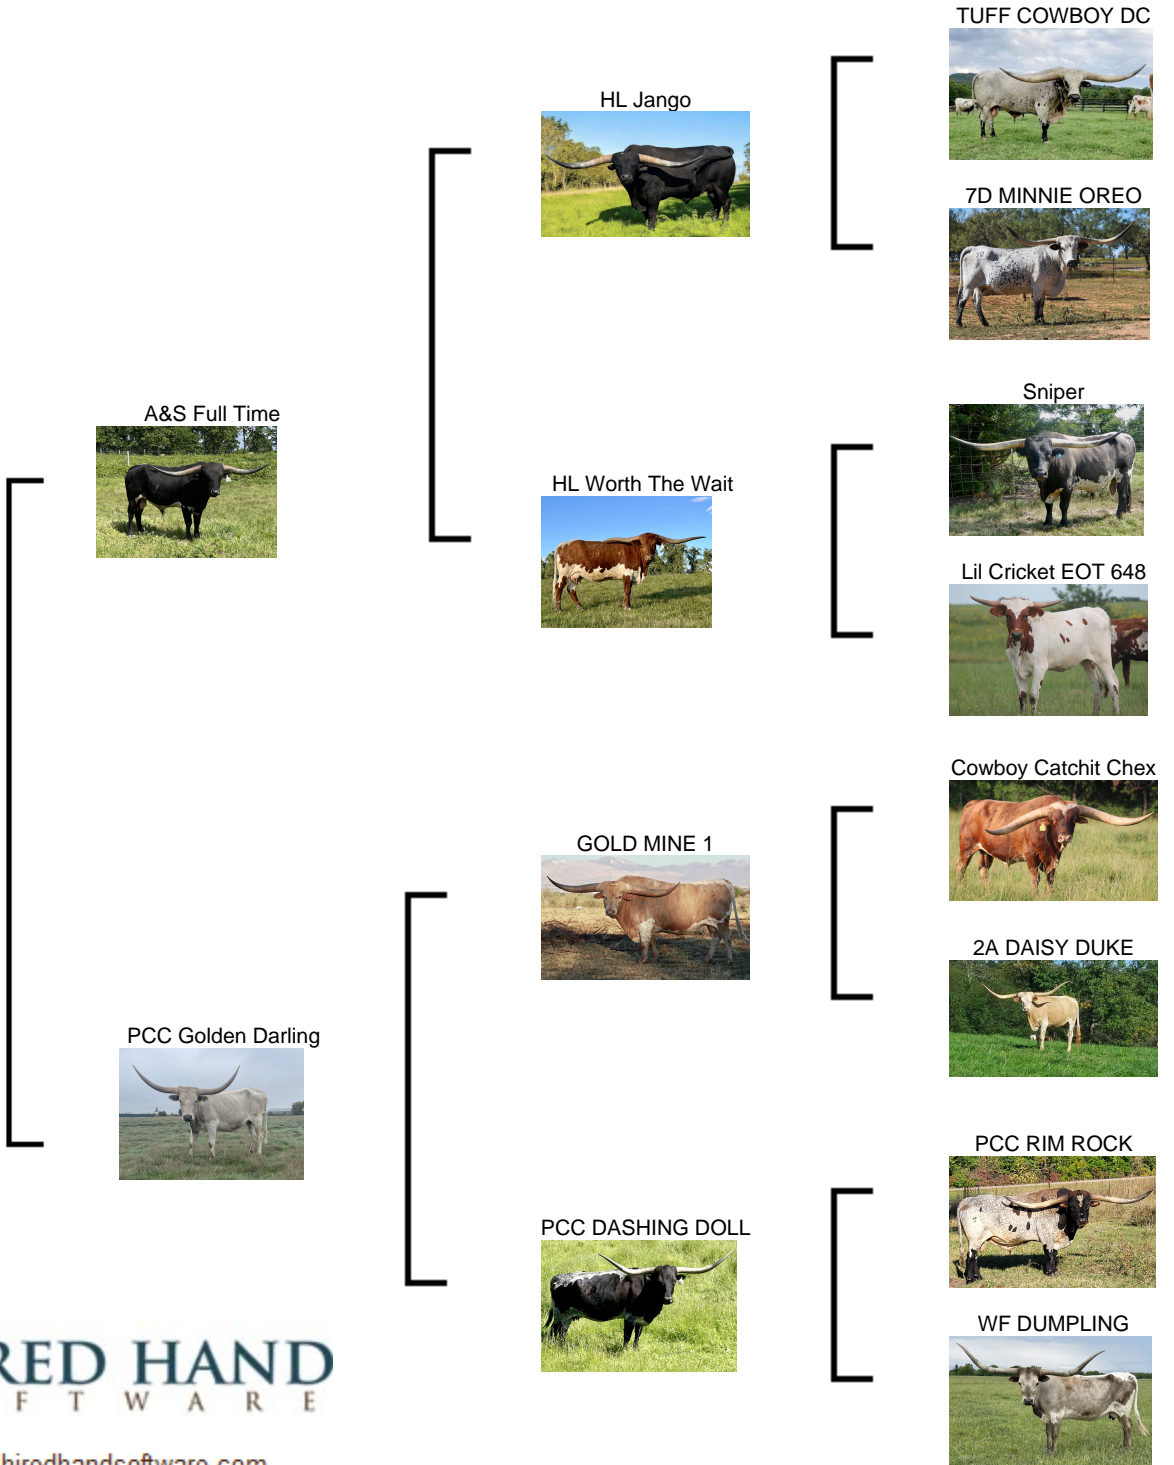 TUFF COWBOY DC
HL Jango
7D MINNIE OREO
Sniper
A&S Full Time
HL Worth The Wait
Lil Cricket EOT 648
Cowboy Catchit Chex
GOLD MINE 1
2A DAISY DUKE
PCC Golden Darling
PCC RIM ROCK
PCC DASHING DOLL
WF DUMPLING
RED HAND
F T W A R E
hiredhandsoftware.com